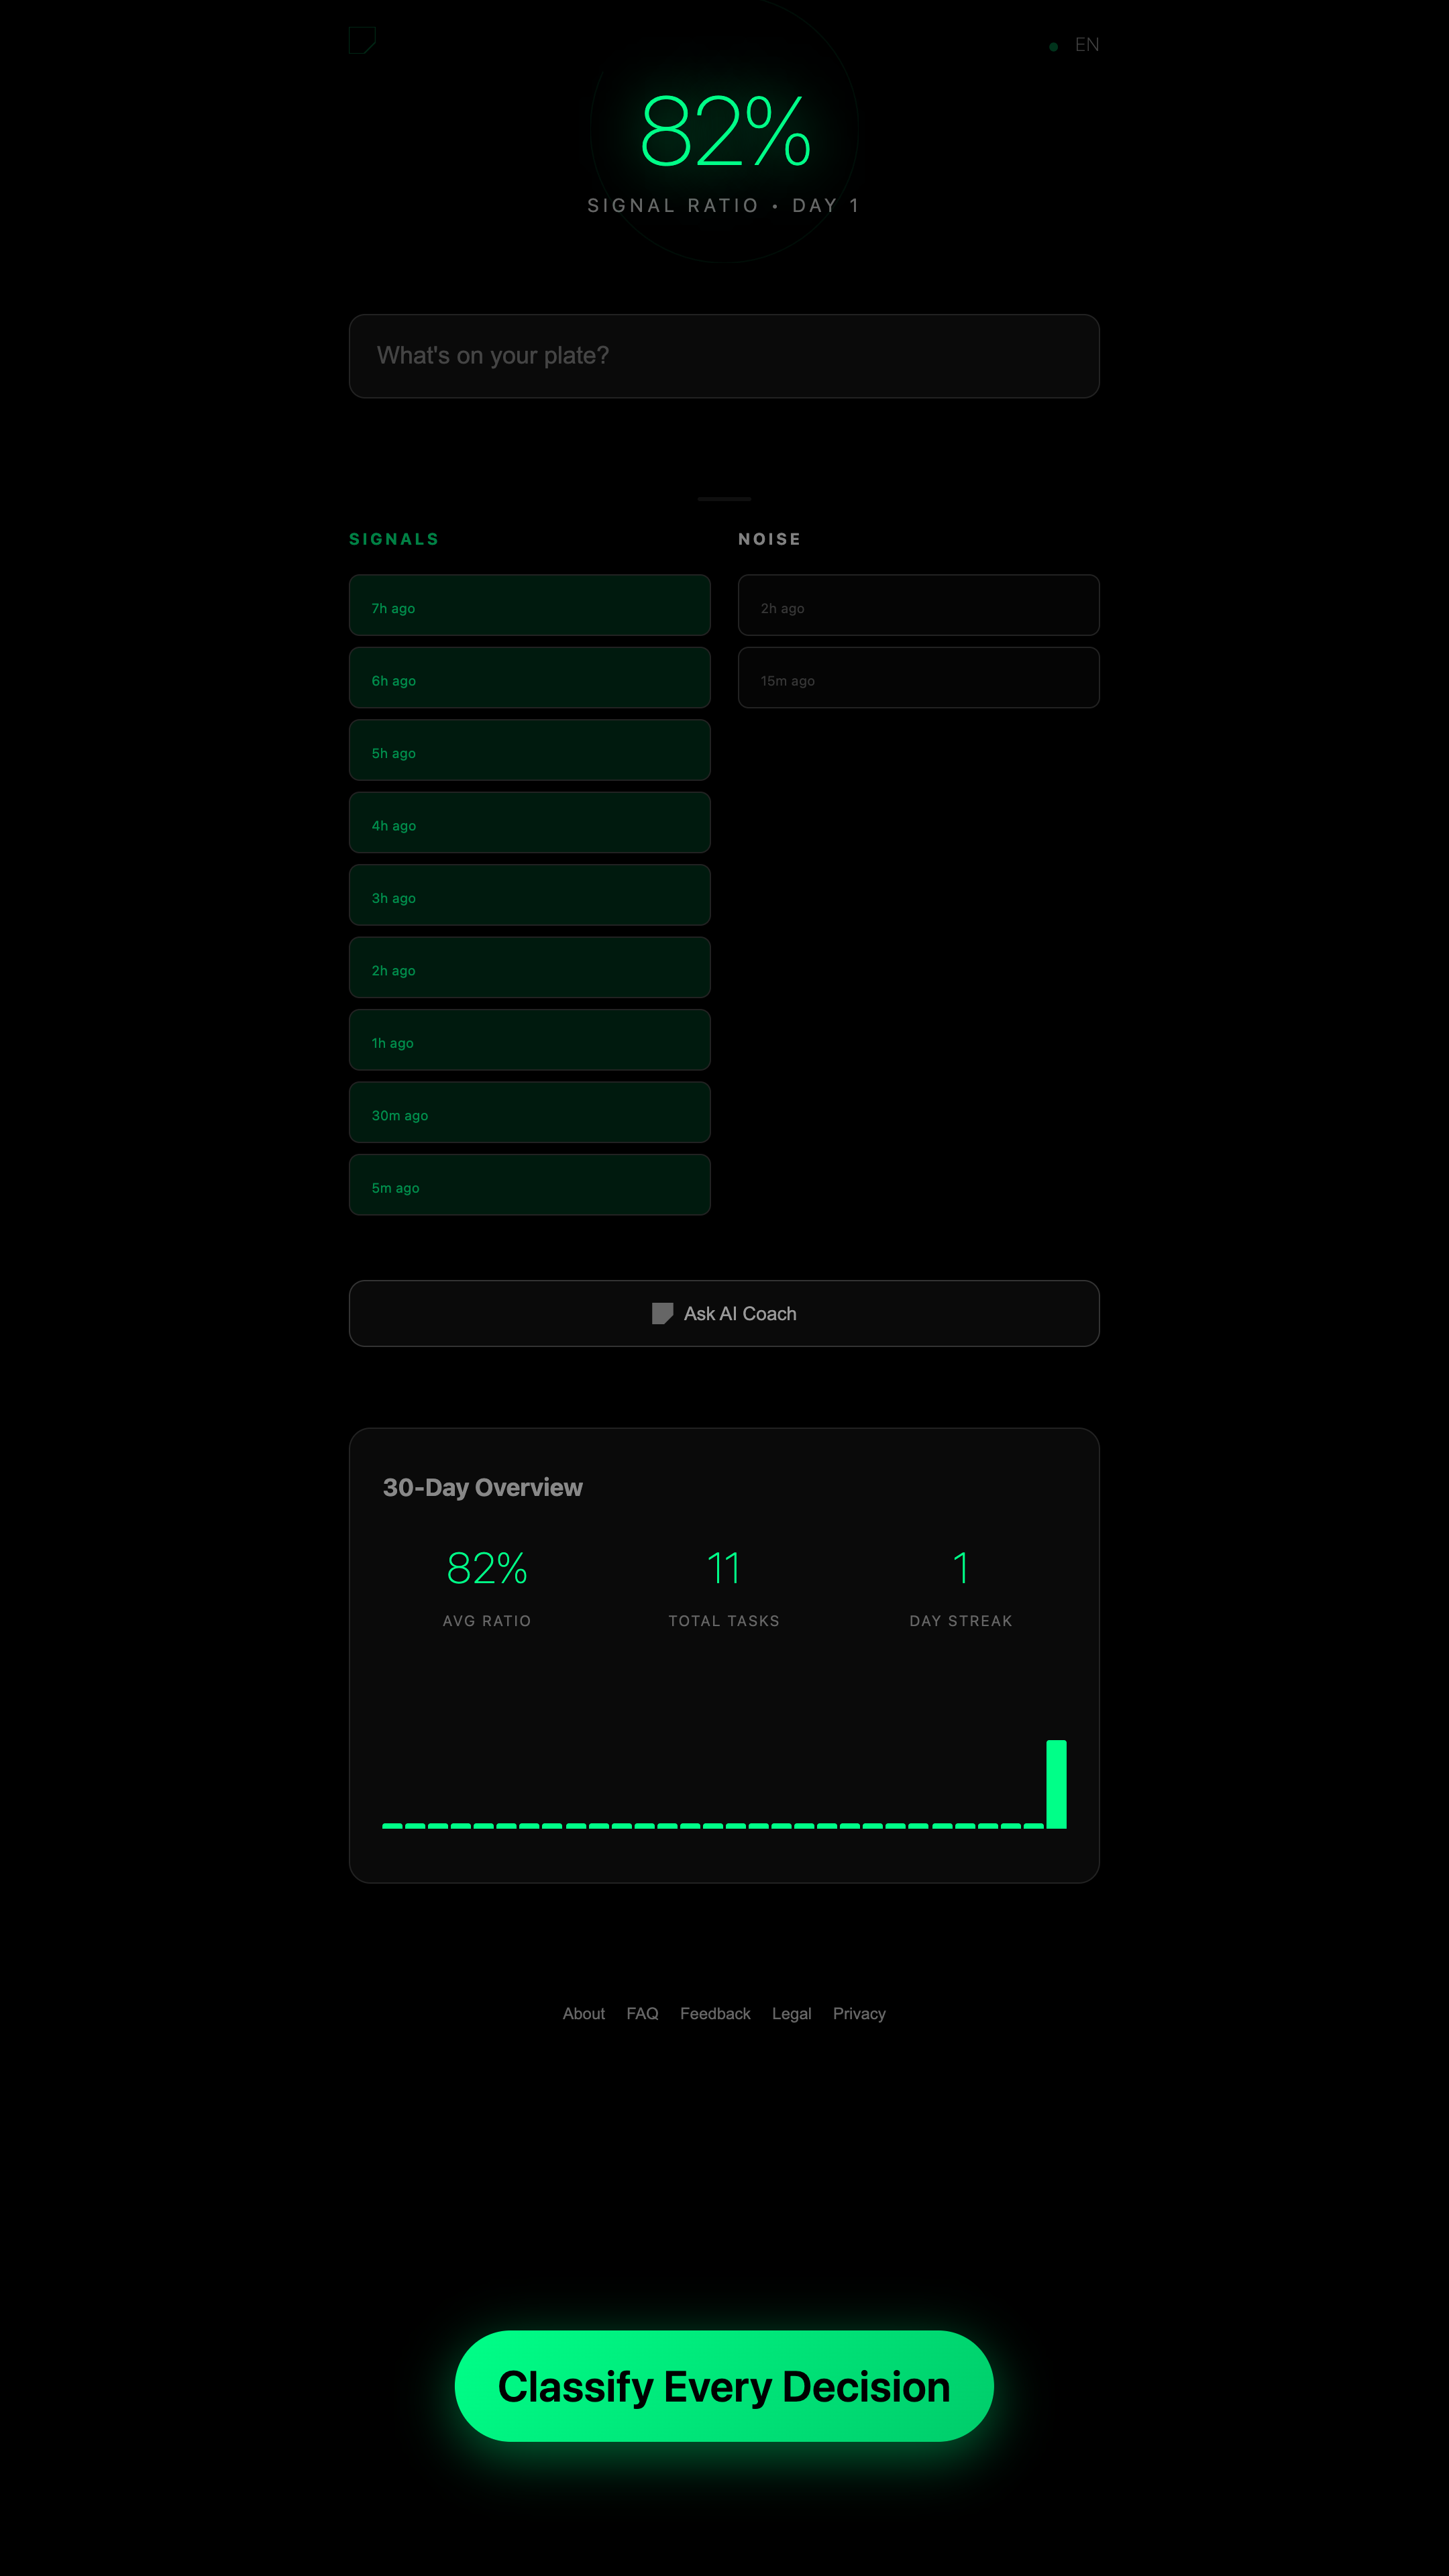 EN
82%
SIGNAL RATIO • DAY 1
What's on your plate?
SIGNALS
7h ago
6h ago
5h ago
4h ago
3h ago
2h ago
1h ago
30m ago
5m ago
NOISE
2h ago
15m ago
Ask AI Coach
30-Day Overview
82%
AVG RATIO
11
TOTAL TASKS
1
DAY STREAK
About FAQ Feedback Legal Privacy
Classify Every Decision